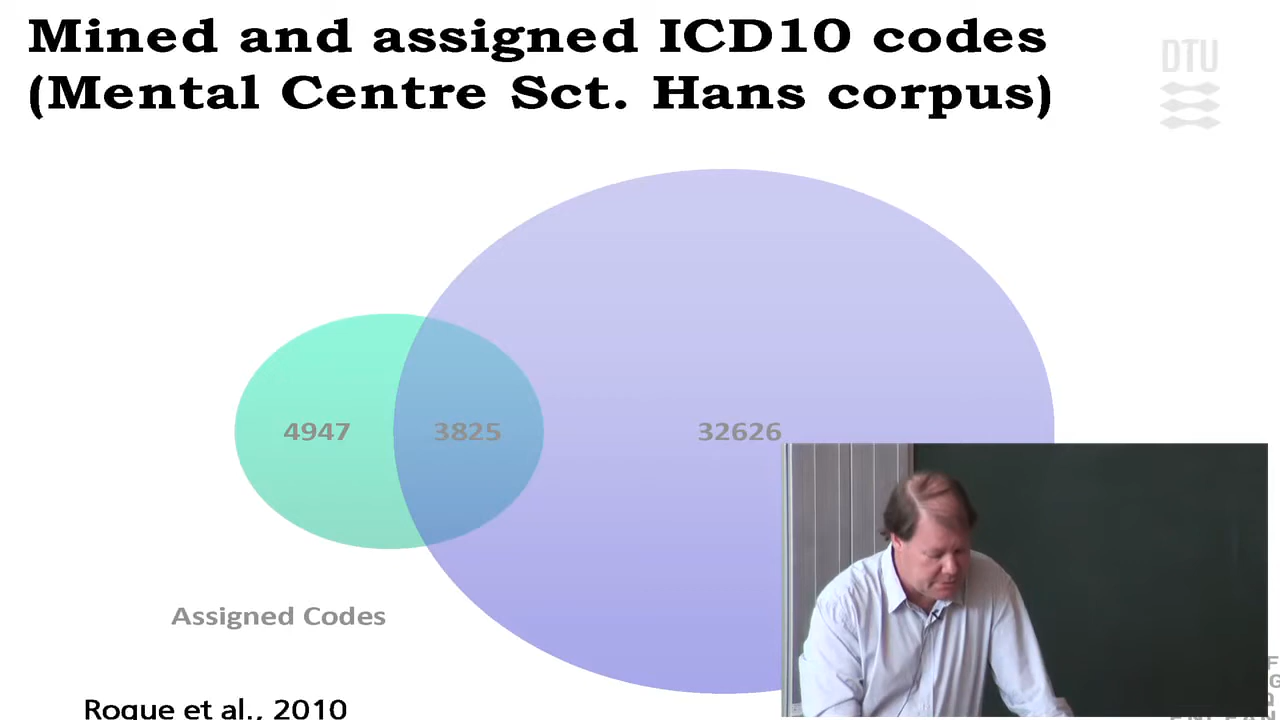 Mined and assigned ICD10 codes
(Mental Centre Sct. Hans corpus)
DTU
4947
3825
32626
Assigned Codes
Roque et al., 2010